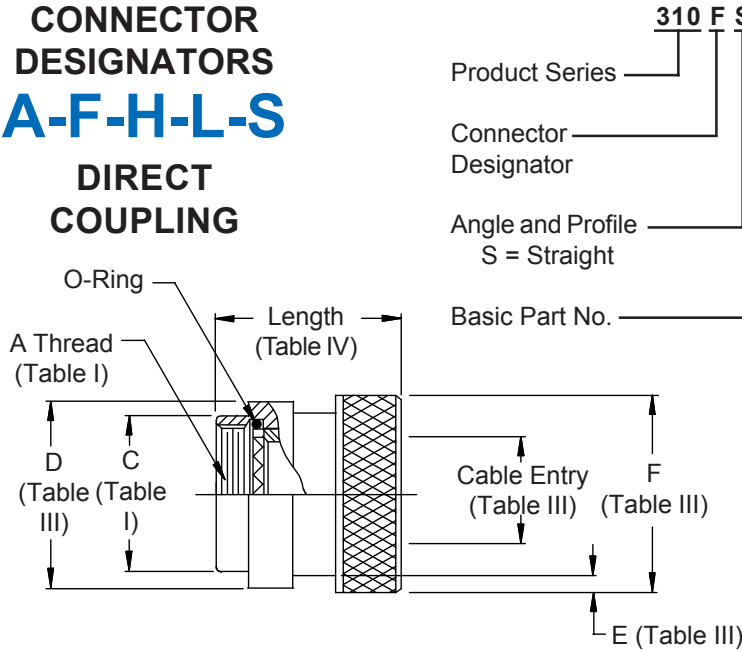 CONNECTOR
DESIGNATORS
A-F-H-L-S
DIRECT
COUPLING
310 F S
Product Series
Connector
Designator
Angle and Profile
S = Straight
Basic Part No.
O-Ring
A Thread
(Table I)
Length
(Table IV)
D
(Table
III)
C
(Table
I)
Cable Entry
(Table III)
F
(Table III)
E (Table III)